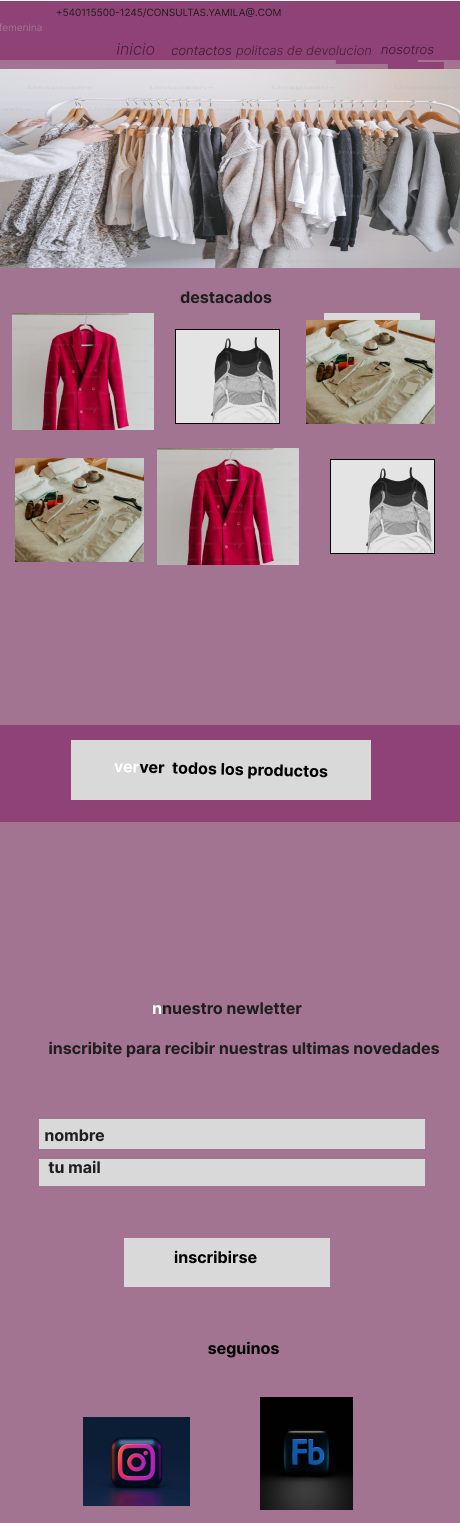 +540115500-1245/CONSULTAS.YAMILA@.COM
femenina
inicio contactos politcas de devolucion nosotros
destacados
verver todos los productos
nnuestro newletter
inscribite para recibir nuestras ultimas novedades
nombre
tu mail
inscribirse
seguinos
Fb